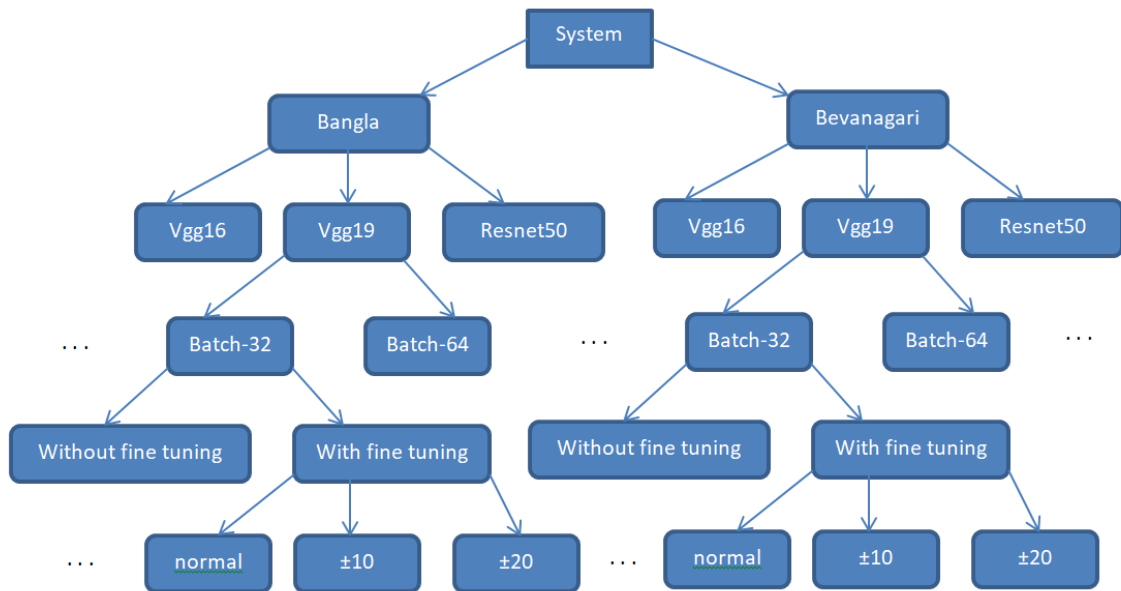 System
Bangla
Bevanagari
Vgg16
Vgg19
Resnet50
Vgg16
Vgg19
Resnet50
...
Batch-32
Batch-64
...
Batch-32
Batch-64
...
Without fine tuning
With fine tuning
Without fine tuning
With fine tuning
...
normal
±10
±20
...
normal
±10
±20